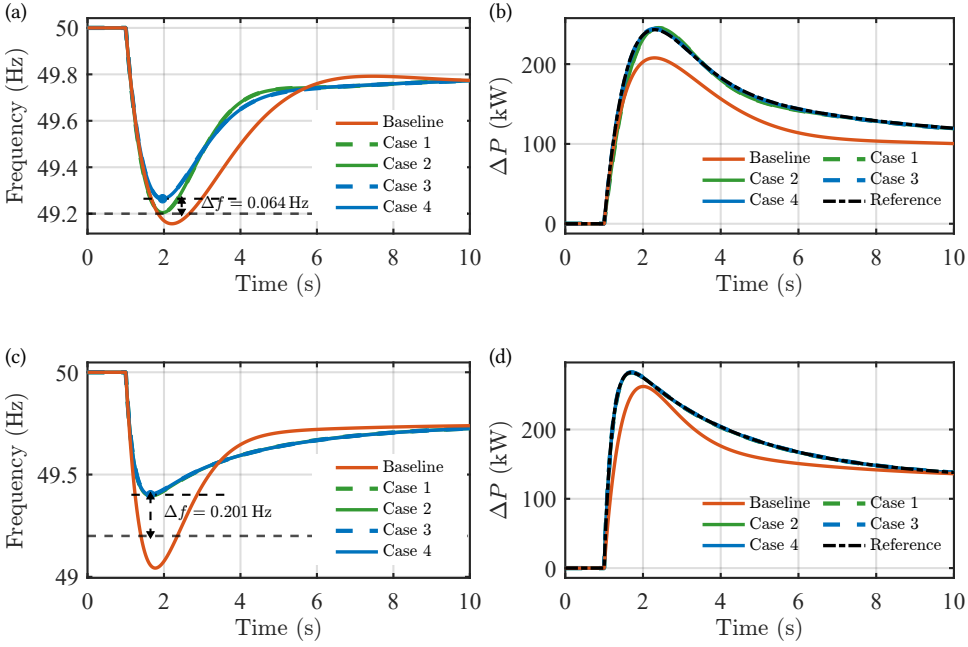 (a)
50
49.8
49.6
49.4
49.2
Frequency (Hz)
Baseline
Case 1
Case 2
Case 3
Case 4
Δf = 0.064 Hz
0 2 4 6 8 10
Time (s)
(b)
200
100
0
ΔP (kW)
Baseline Case 1
Case 2 Case 3
Case 4 Reference
0 2 4 6 8 10
Time (s)
(c)
50
49.5
49
Frequency (Hz)
Baseline
Case 1
Case 2
Case 3
Case 4
Δf = 0.201 Hz
0 2 4 6 8 10
Time (s)
(d)
200
100
0
ΔP (kW)
Baseline Case 1
Case 2 Case 3
Case 4 Reference
0 2 4 6 8 10
Time (s)